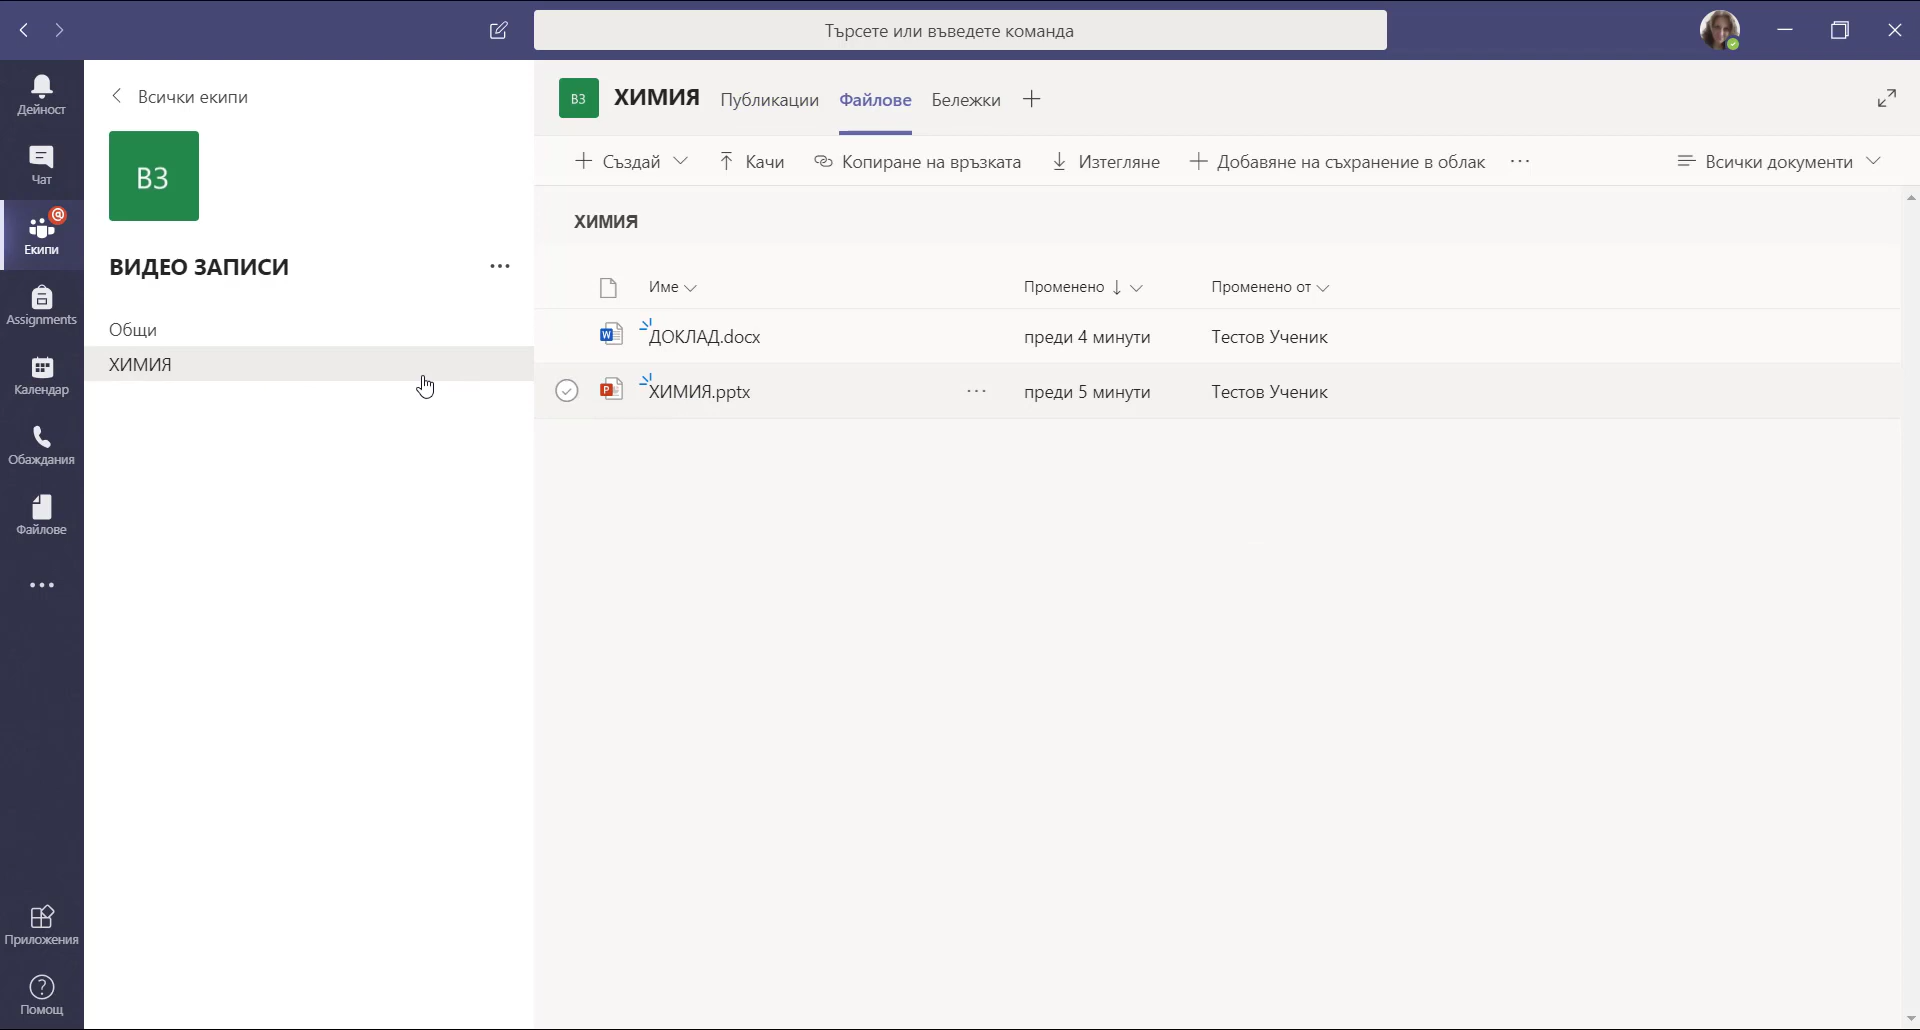 Търсете или въведете команда
Дейност
Чат
@
Екипи
Assignments
Календар
Обаждания
Файлове
Приложения
Помощ
Всички екипи
ВЗ
ВИДЕО ЗАПИСИ
Общи
ХИМИЯ
ВЗ ХИМИЯ Публикации Файлове Бележки
Създай Качи Копиране на връзката Изтегляне Добавяне на съхранение в облак Всички документи
ХИМИЯ
Име Променено Променено от
ДОКЛАД.docx преди 4 минути Тестов Ученик
ХИМИЯ.pptx преди 5 минути Тестов Ученик